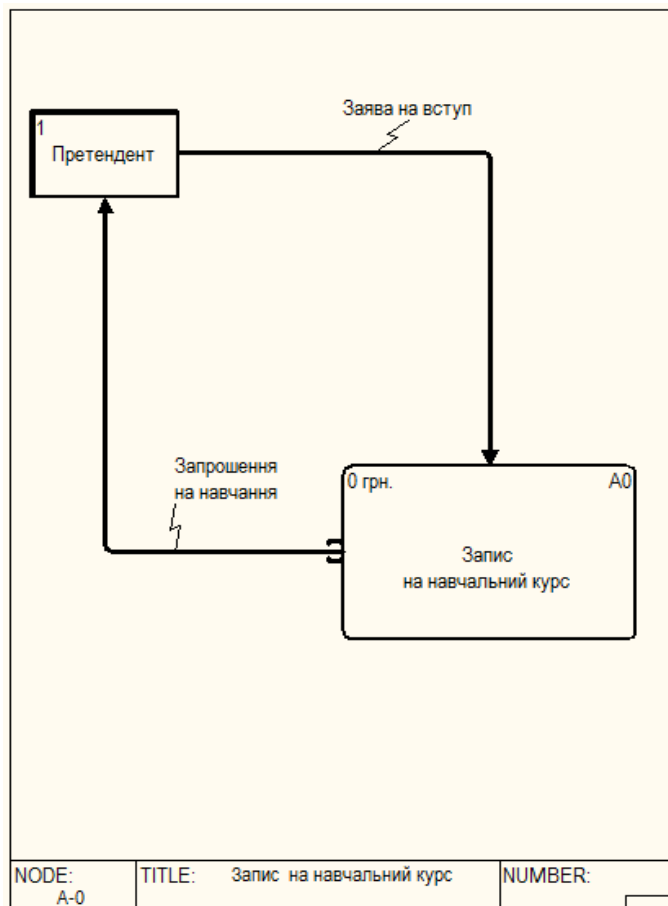 Заява на вступ
1
Претендент
Запрошення
на навчання
0 грн.
A0
Запис
на навчальний курс
NODE:
A-0
TITLE:
Запис на навчальний курс
NUMBER: